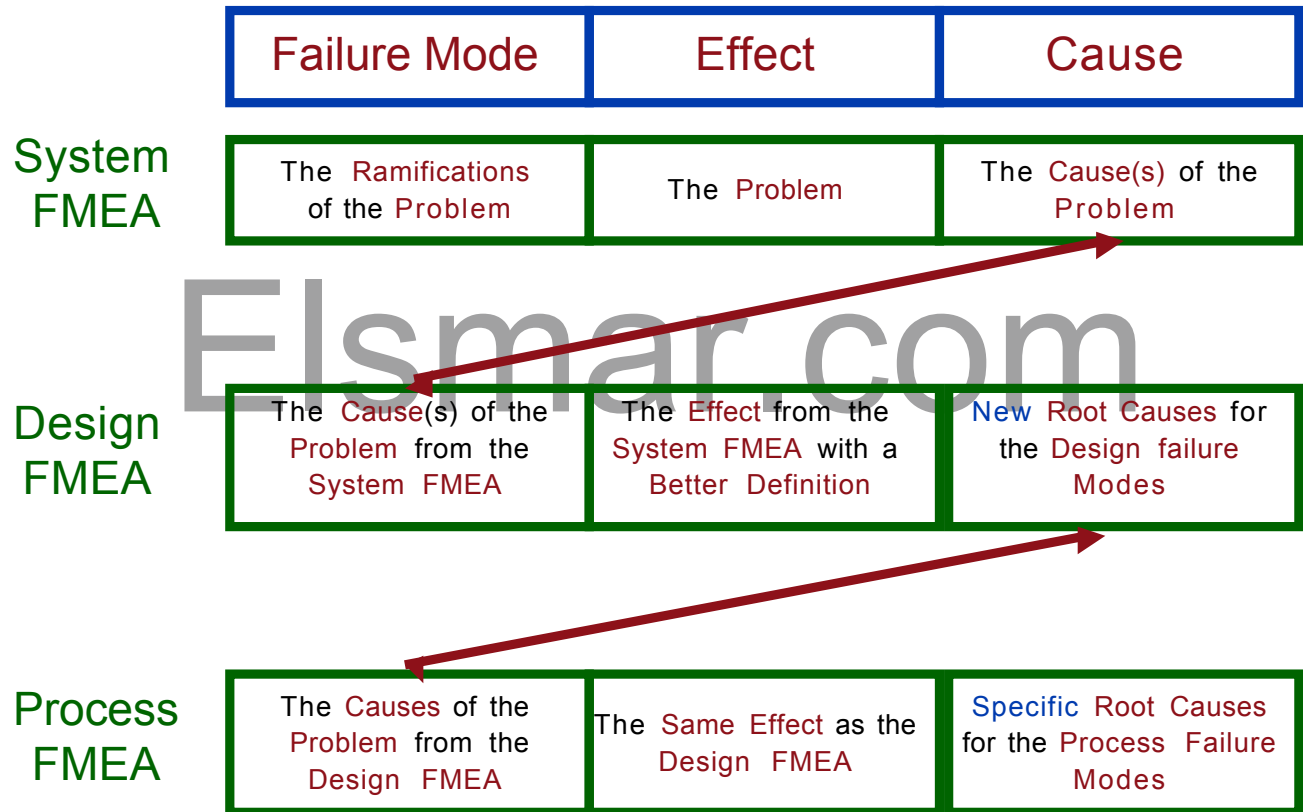 Failure Mode
Effect
Cause
System
FMEA
The Ramifications
of the Problem
The Problem
The Cause(s) of the
Problem
Elsmar.com
Design
FMEA
The Cause(s) of the
Problem from the
System FMEA
The Effect from the
System FMEA with a
Better Definition
New Root Causes for
the Design failure
Modes
Process
FMEA
The Causes of the
Problem from the
Design FMEA
The Same Effect as the
Design FMEA
Specific Root Causes
for the Process Failure
Modes